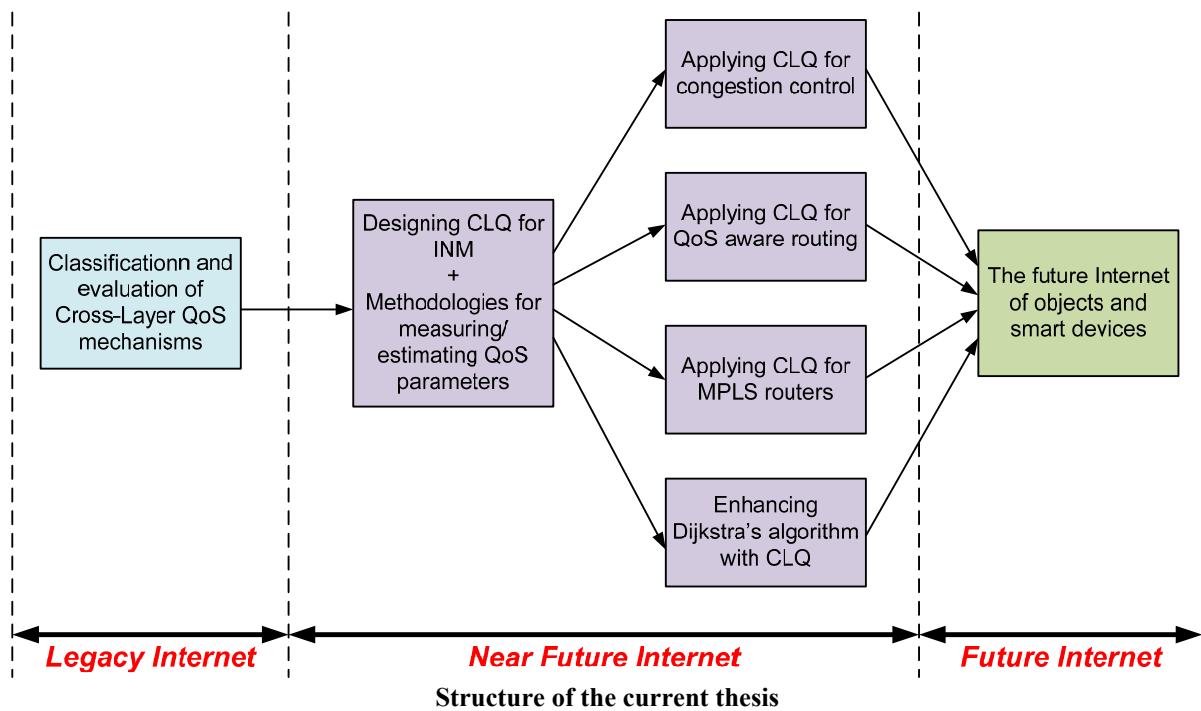 Classificationn and
evaluation of
Cross-Layer QoS
mechanisms
Designing CLQ for
INM
+
Methodologies for
measuring/
estimating QoS
parameters
Applying CLQ for
congestion control
Applying CLQ for
QoS aware routing
Applying CLQ for
MPLS routers
Enhancing
Dijkstra's algorithm
with CLQ
The future Internet
of objects and
smart devices
Legacy Internet
Near Future Internet
Future Internet
Structure of the current thesis